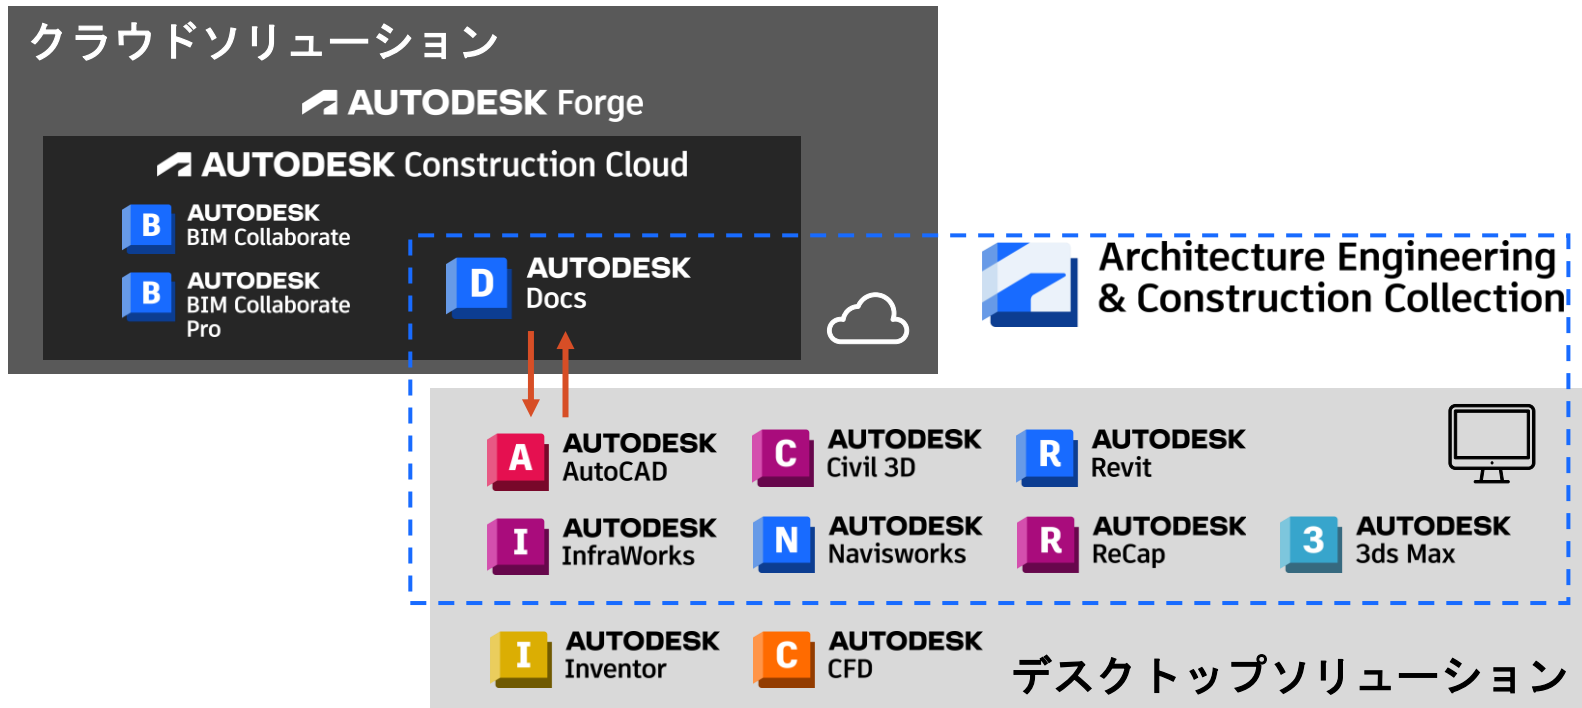 クラウドソリューション
AUTODESK Forge
AUTODESK Construction Cloud
B
AUTODESK
BIM Collaborate
B
AUTODESK
BIM Collaborate
Pro
D
AUTODESK
Docs
Architecture Engineering
& Construction Collection
A
AUTODESK
AutoCAD
C
AUTODESK
Civil 3D
R
AUTODESK
Revit
I
AUTODESK
InfraWorks
N
AUTODESK
Navisworks
R
AUTODESK
ReCap
3
AUTODESK
3ds Max
I
AUTODESK
Inventor
C
AUTODESK
CFD
デスクトップソリューション